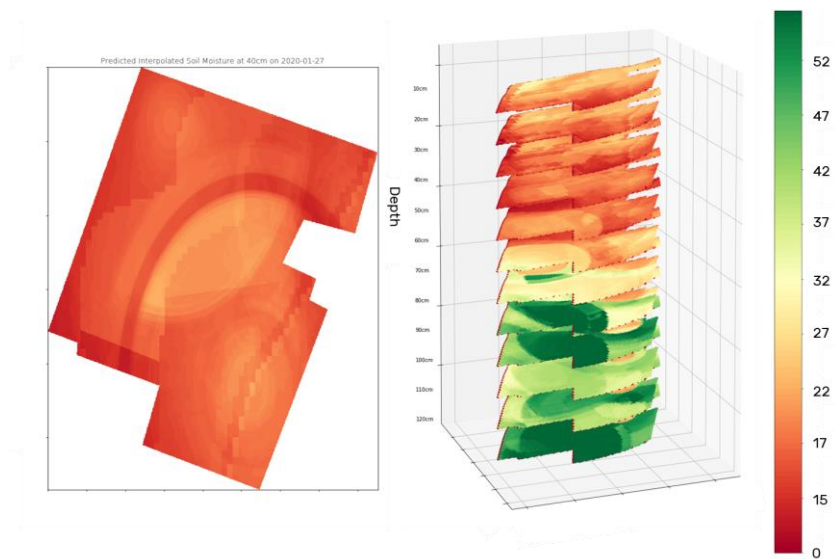 Predicted Interpolated Soil Moisture at 40cm on 2020-01-27
Depth
10cm
20cm
30cm
40cm
50cm
60cm
70cm
80cm
90cm
100cm
110cm
120cm
52
47
42
37
32
27
22
17
15
0